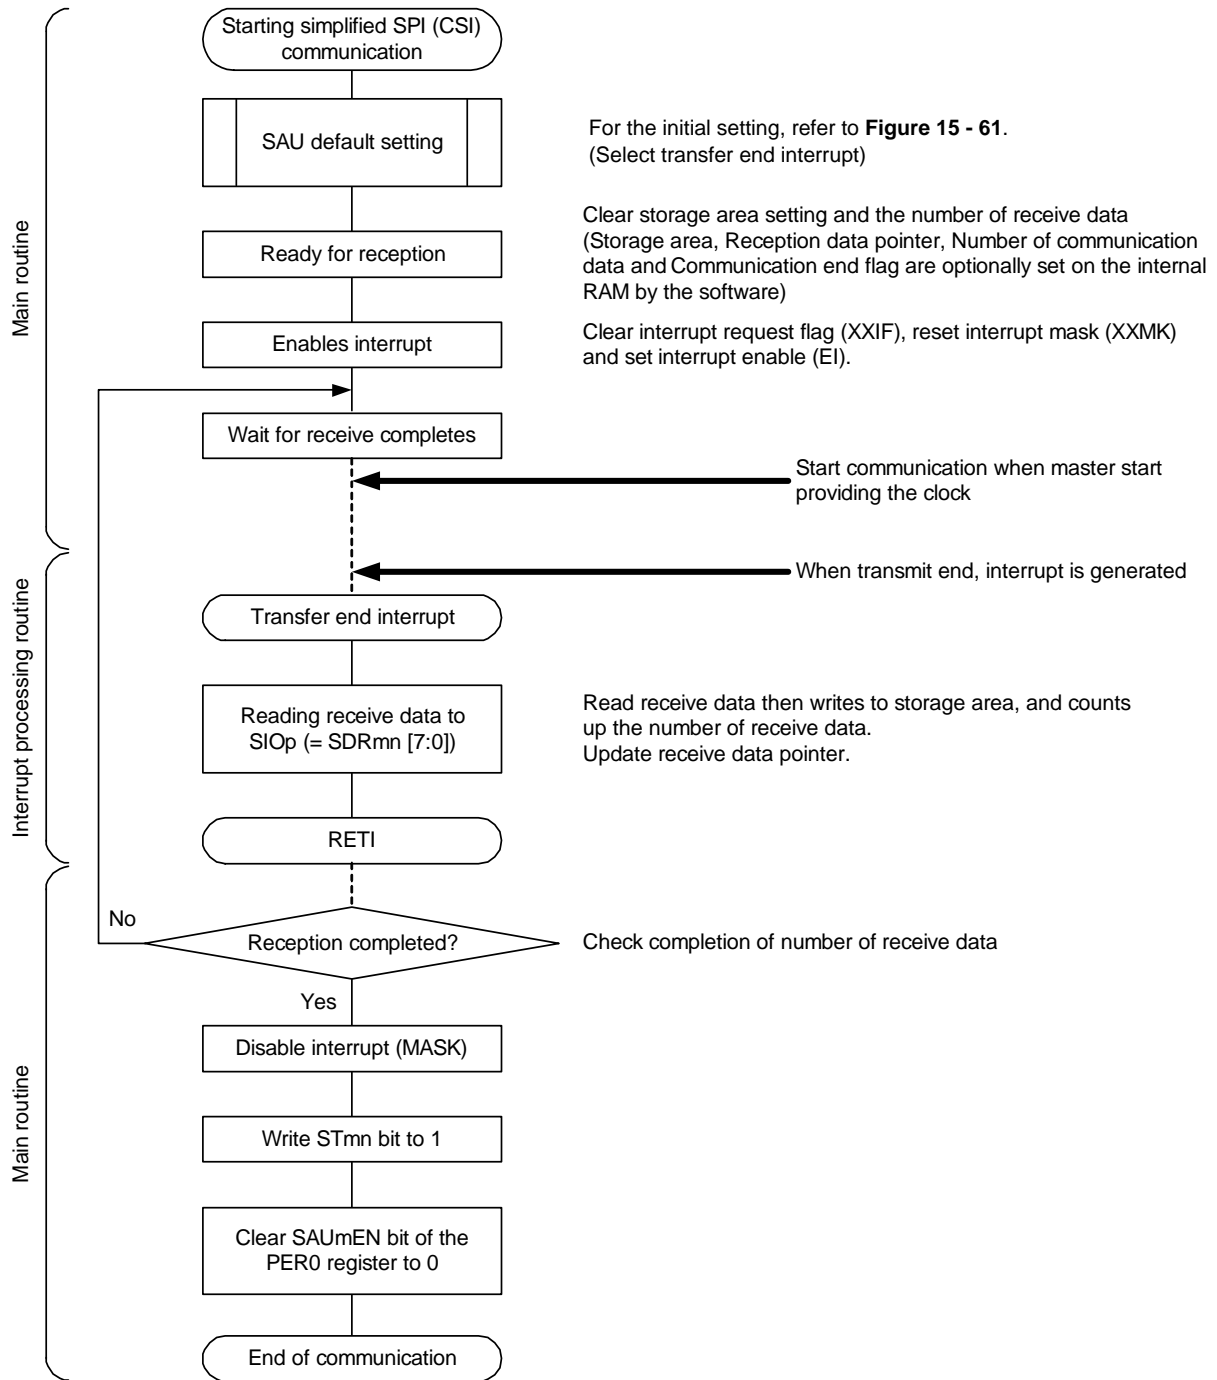 Starting simplified SPI (CSI)
communication
SAU default setting
For the initial setting, refer to Figure 15 - 61.
(Select transfer end interrupt)
Main routine
Ready for reception
Clear storage area setting and the number of receive data
(Storage area, Reception data pointer, Number of communication
data and Communication end flag are optionally set on the internal
RAM by the software)
Enables interrupt
Clear interrupt request flag (XXIF), reset interrupt mask (XXMK)
and set interrupt enable (EI).
Wait for receive completes
Start communication when master start
providing the clock
When transmit end, interrupt is generated
Interrupt processing routine
Transfer end interrupt
Reading receive data to
SIOp (= SDRmn [7:0])
Read receive data then writes to storage area, and counts
up the number of receive data.
Update receive data pointer.
RETI
No
Reception completed?
Check completion of number of receive data
Yes
Main routine
Disable interrupt (MASK)
Write STmn bit to 1
Clear SAUmEN bit of the
PER0 register to 0
End of communication